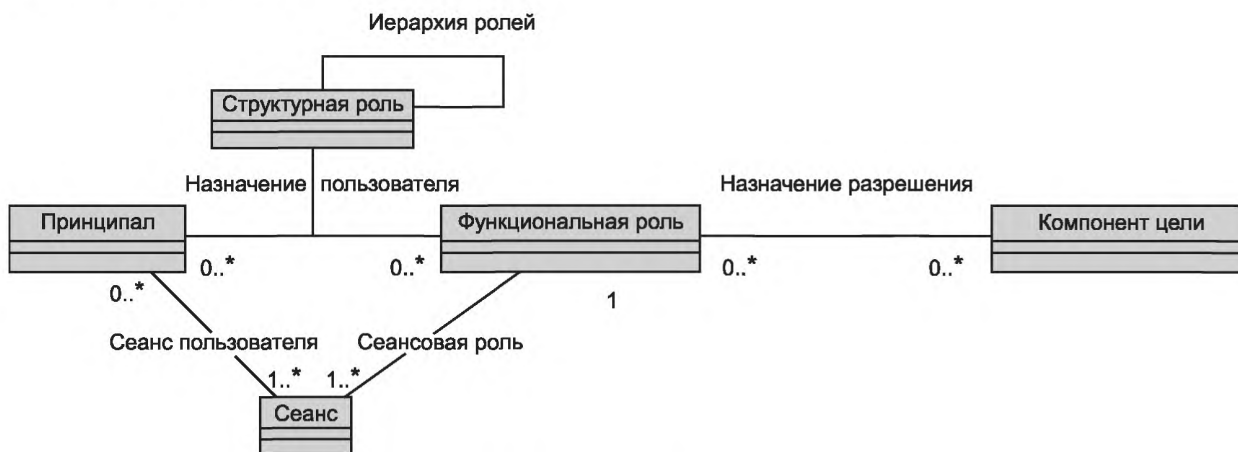 Иерархия ролей
Структурная роль
Назначение пользователя
Назначение разрешения
Принципал
Функциональная роль
Компонент цели
0..*
0..*
0..*
0..*
0..*
1
Сеанс пользователя
Сеансовая роль
1..*
1..*
Сеанс